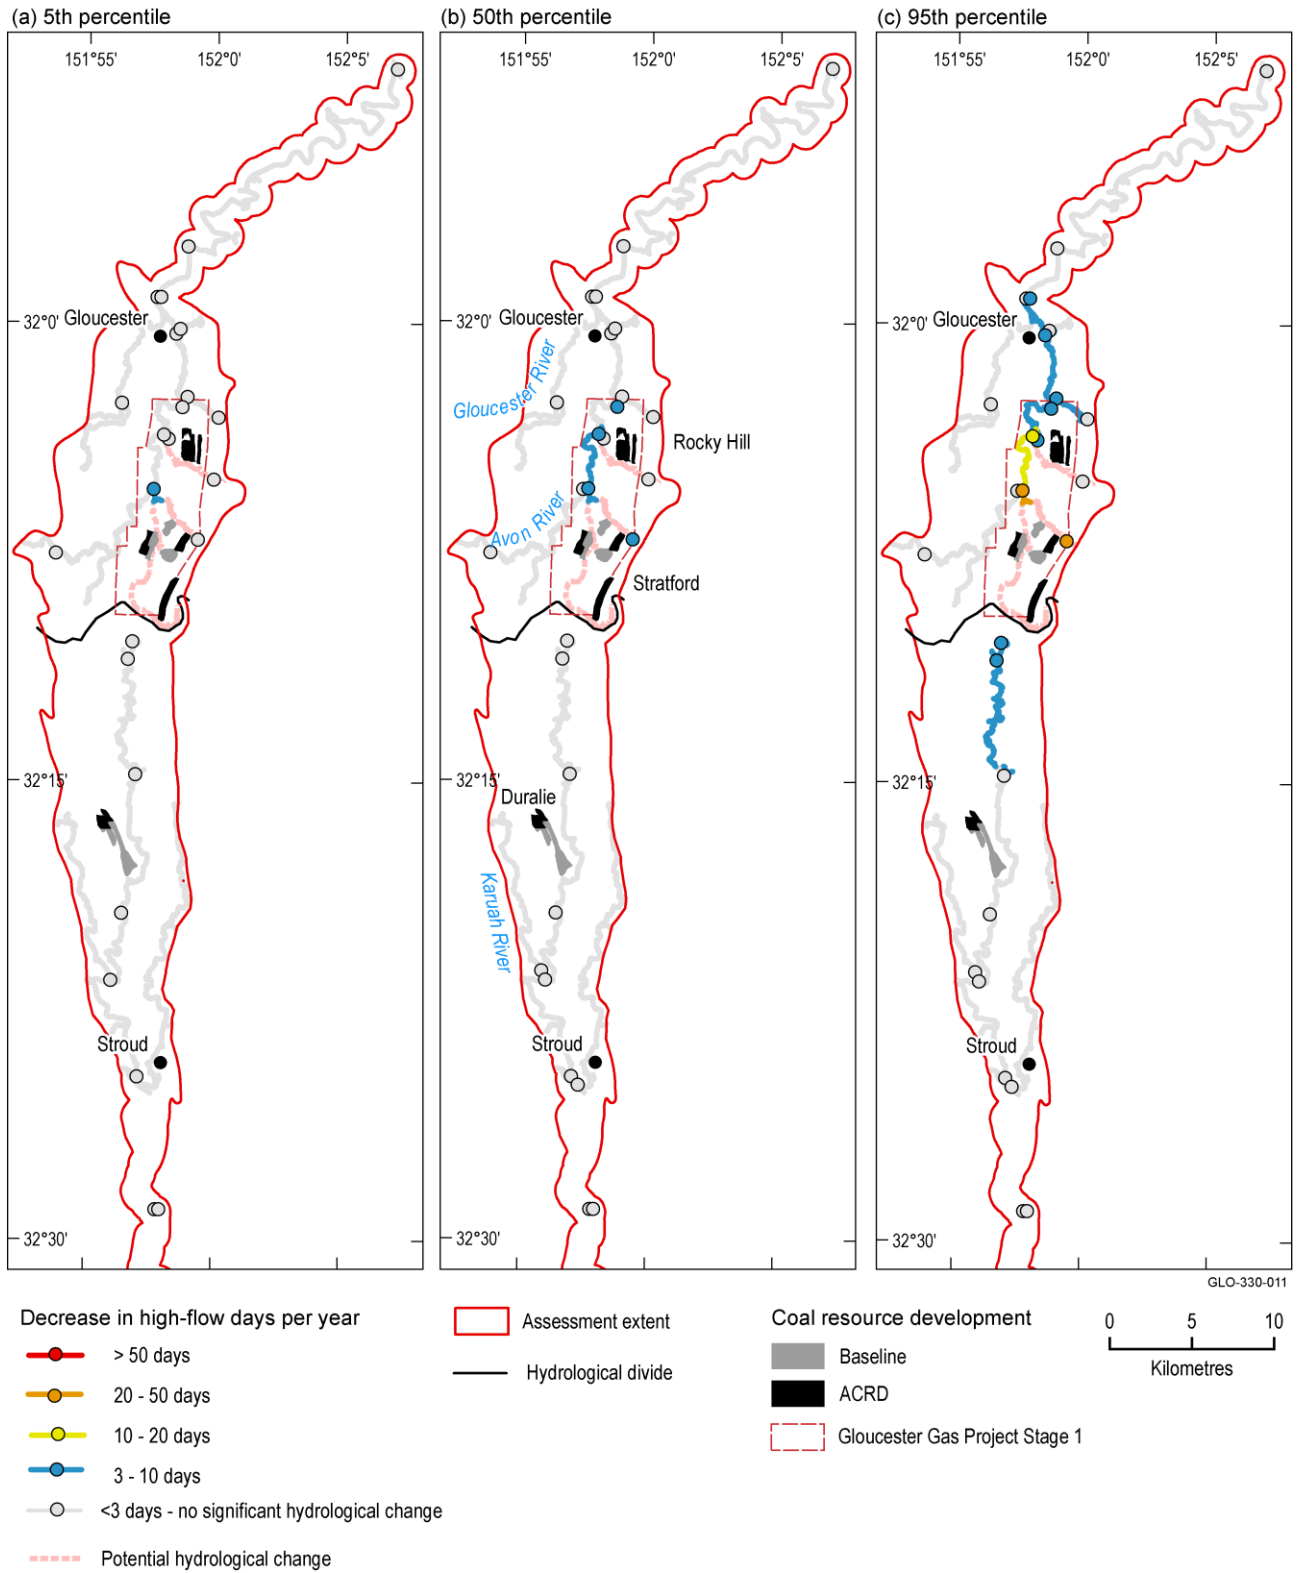 (a) 5th percentile
(b) 50th percentile
(c) 95th percentile
151°55' 152°0' 152°5'
151°55' 152°0' 152°5'
151°55' 152°0' 152°5'
32°0' Gloucester
32°0' Gloucester
32°0' Gloucester
Gloucester River
Rocky Hill
Avon River
Stratford
32°15'
32°15'
32°15'
Duralie
Karuah River
Stroud
Stroud
Stroud
32°30'
32°30'
32°30'
GLO-330-011
Decrease in high-flow days per year
> 50 days
20 - 50 days
10 - 20 days
3 - 10 days
<3 days - no significant hydrological change
Potential hydrological change
Assessment extent
Hydrological divide
Coal resource development
Baseline
ACRD
Gloucester Gas Project Stage 1
0 5 10
Kilometres